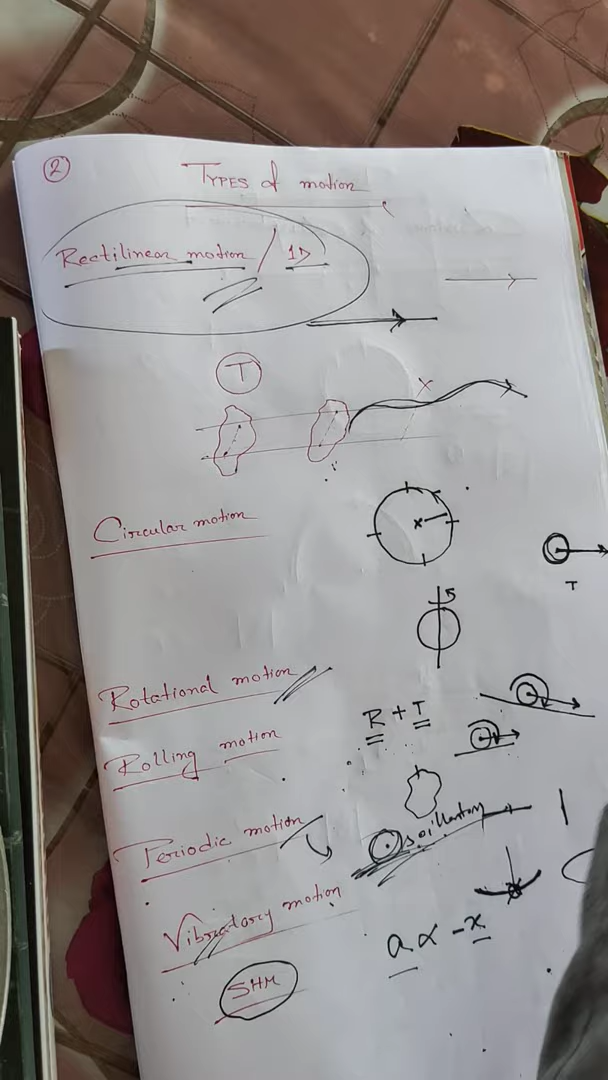 2
TYPES of motion
Rectilinear motion / 1D
T
x
Circular motion
x
T
Rotational motion
Rolling motion
R + T
Periodic motion
Oscillatory
Vibratory motion
a ∝ -x
SHM